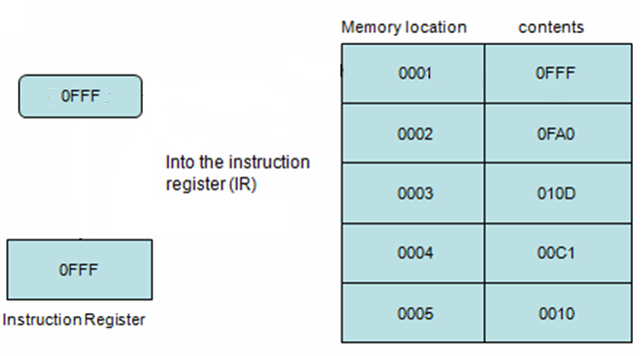 Memory location contents
0001 0FFF
0FFF
0002 0FA0
Into the instruction
register (IR)
0003 010D
0004 00C1
0FFF
0005 0010
Instruction Register